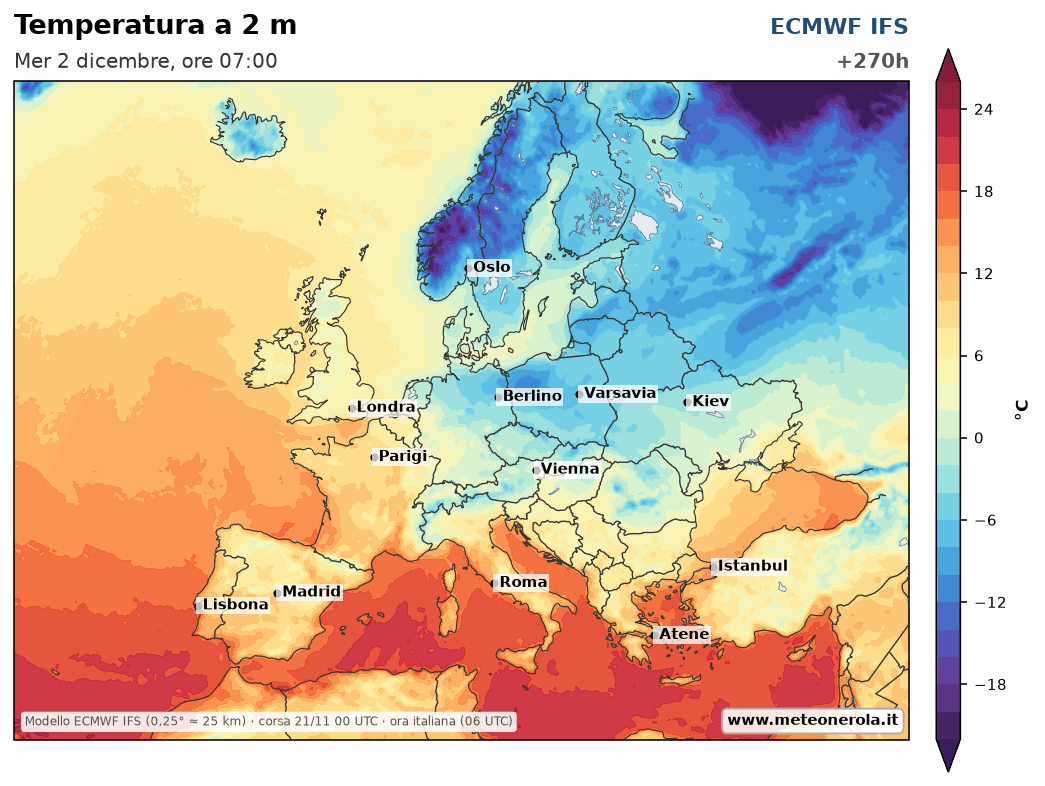 Temperatura a 2 m
ECMWF IFS
Mer 2 dicembre, ore 07:00
+270h
24
18
12
6
0
−6
−12
−18
°C
Oslo
Berlino
Varsavia
Kiev
Londra
Parigi
Vienna
Istanbul
Roma
Madrid
Lisbona
Atene
Modello ECMWF IFS (0,25° ≈ 25 km) · corsa 21/11 00 UTC · ora italiana (06 UTC)
www.meteonerola.it